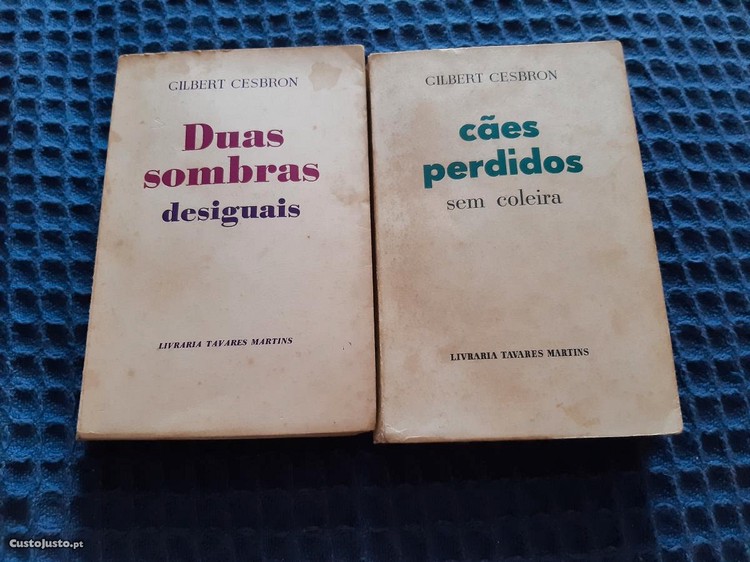 GILBERT CESBRON
Duas
sombras
desiguais
LIVRARIA TAVARES MARTINS
GILBERT CESBRON
cães
perdidos
sem coleira
LIVRARIA TAVARES MARTINS
CustoJusto.pt